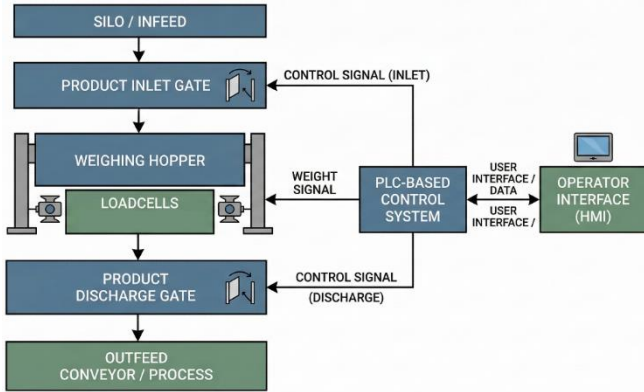 SILO / INFEED
PRODUCT INLET GATE
CONTROL SIGNAL (INLET)
WEIGHING HOPPER
LOADCELLS
WEIGHT
SIGNAL
PLC-BASED
CONTROL
SYSTEM
USER
INTERFACE /
DATA
USER
INTERFACE /
OPERATOR
INTERFACE
(HMI)
PRODUCT
DISCHARGE GATE
CONTROL SIGNAL
(DISCHARGE)
OUTFEED
CONVEYOR / PROCESS